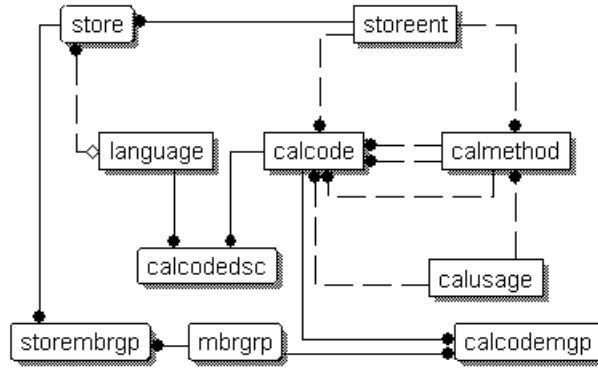 store
storeent
language
calcode
calmethod
calcodedsc
calusage
storembrgp
mbrgrp
calcodemgp